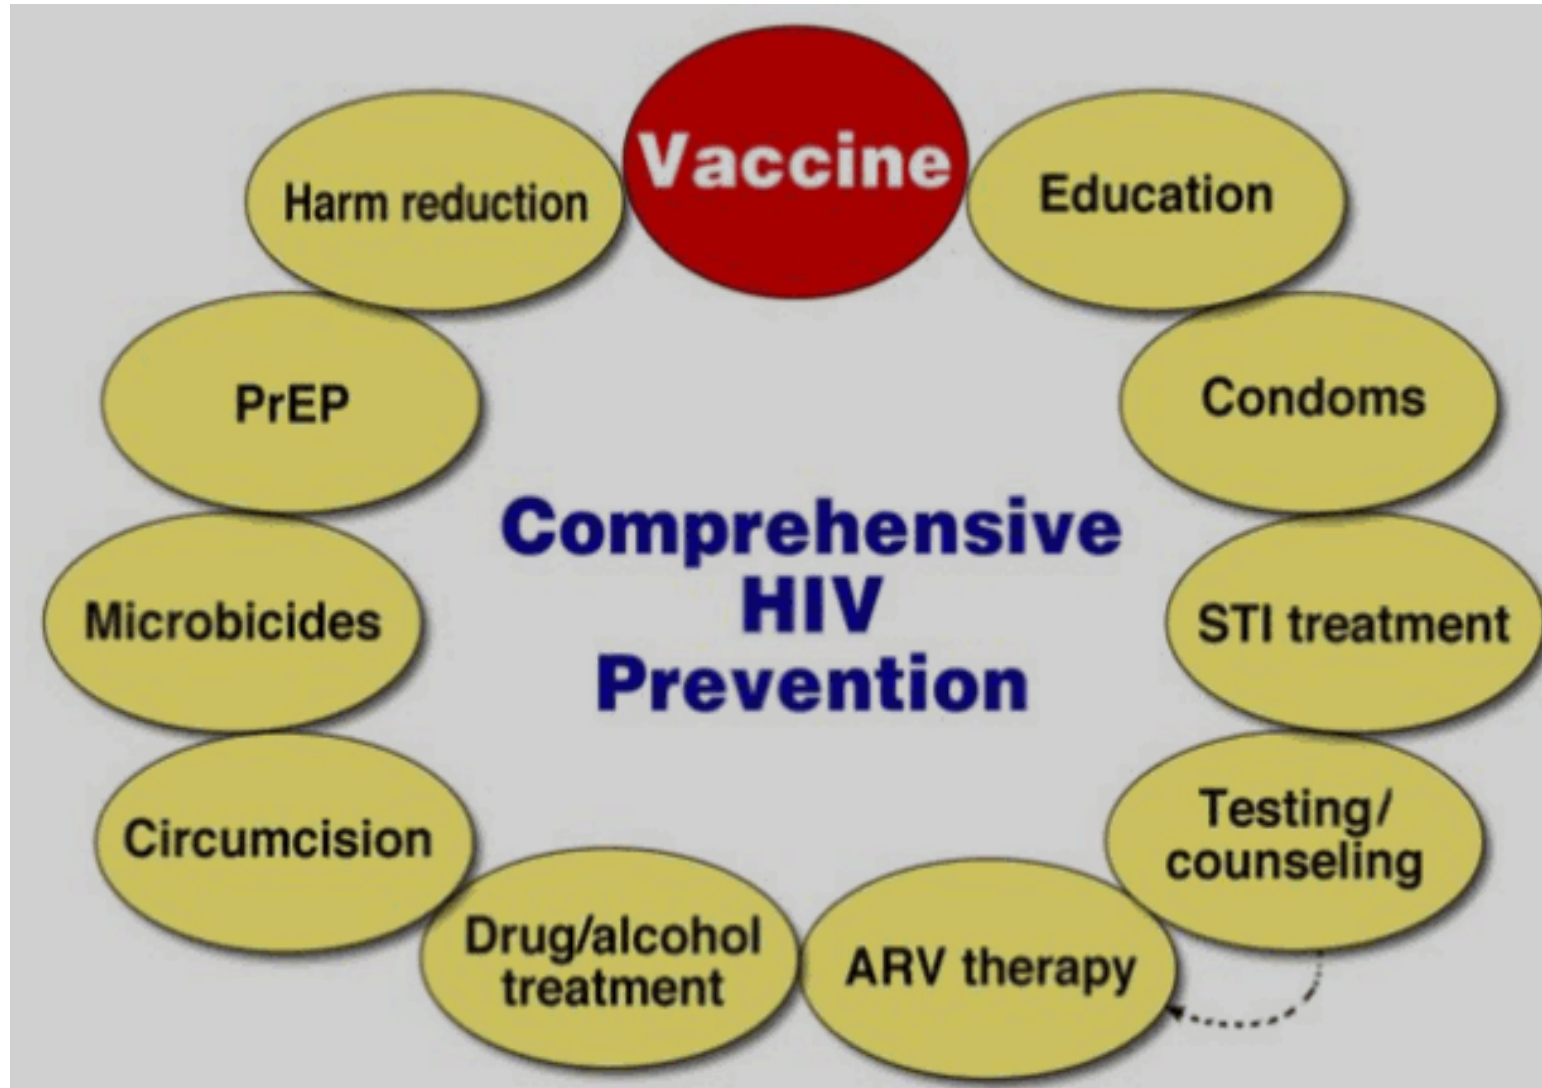 Vaccine
Education
Condoms
STI treatment
Testing/
counseling
ARV therapy
Drug/alcohol
treatment
Circumcision
Microbicides
PrEP
Harm reduction
Comprehensive
HIV
Prevention